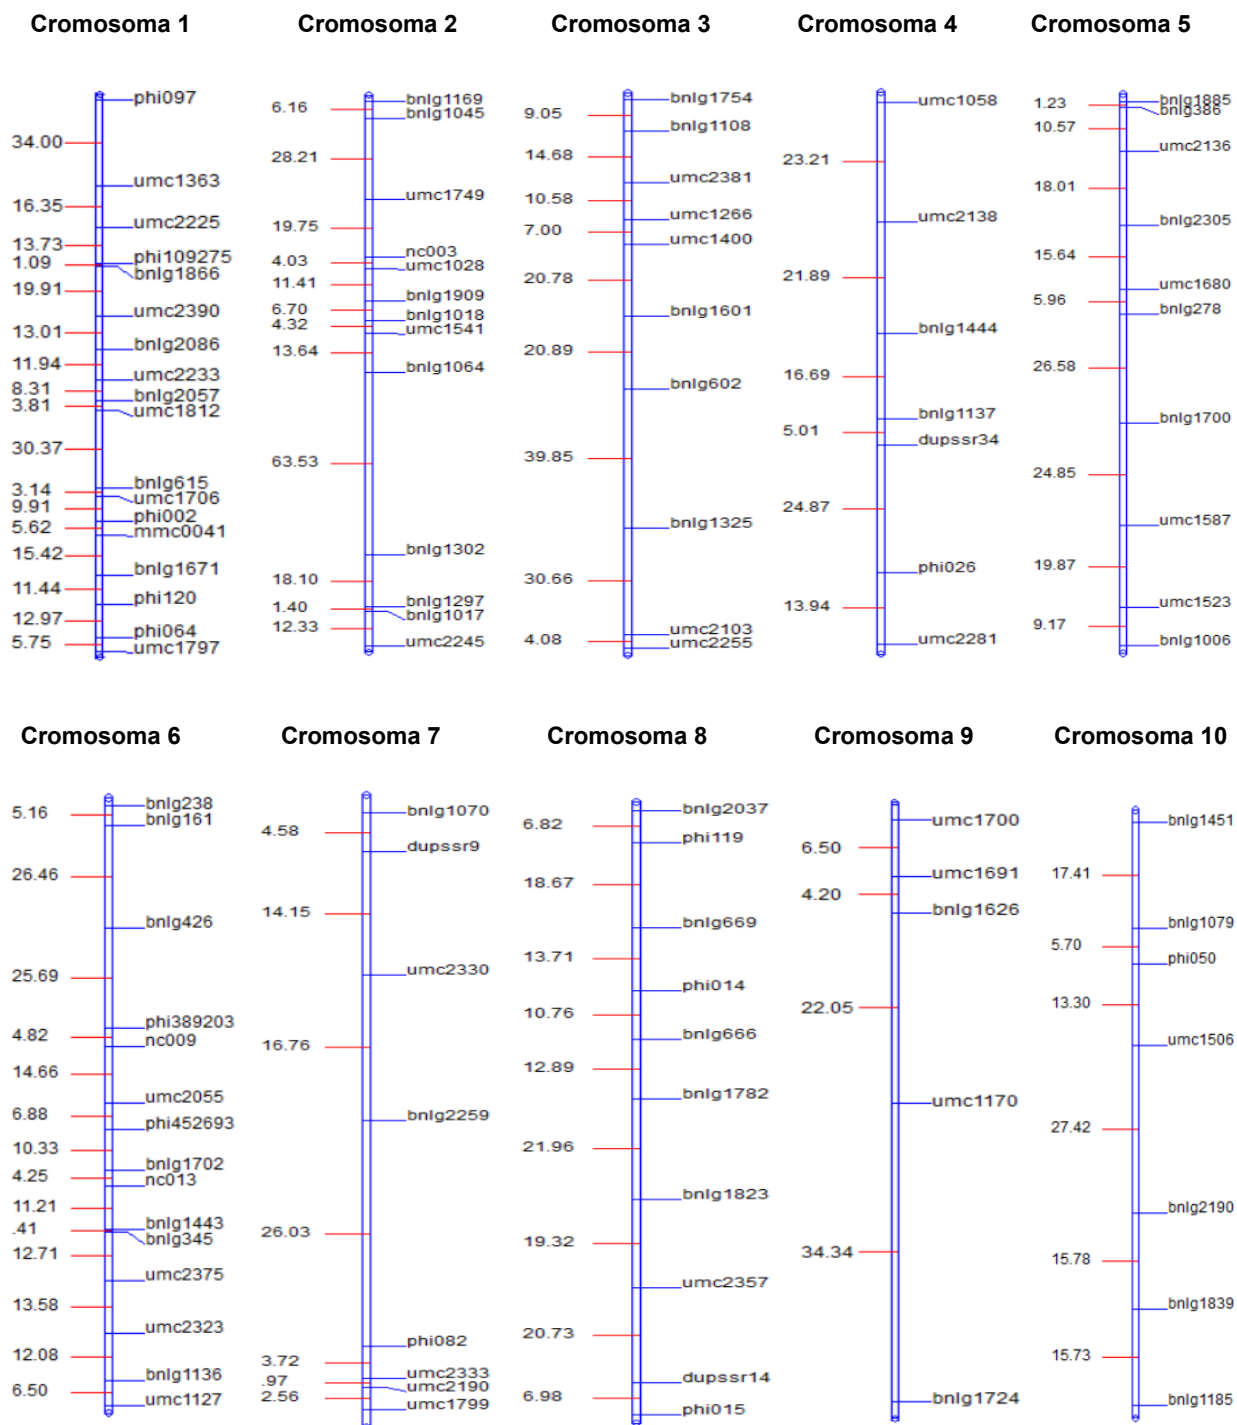 Cromosoma 1
Cromosoma 2
Cromosoma 3
Cromosoma 4
Cromosoma 5
phi097
34.00
umc1363
16.35
umc2225
13.73
phi109275
1.09
bnlg1866
19.91
umc2390
13.01
bnlg2086
11.94
umc2233
8.31
bnlg2057
3.81
umc1812
30.37
bnlg615
3.14
umc1706
9.91
phi002
5.62
mmc0041
15.42
bnlg1671
11.44
phi120
12.97
phi064
5.75
umc1797
bnlg1169
6.16
bnlg1045
28.21
umc1749
19.75
nc003
4.03
umc1028
11.41
bnlg1909
6.70
bnlg1018
4.32
umc1541
13.64
bnlg1064
63.53
bnlg1302
18.10
bnlg1297
1.40
bnlg1017
12.33
umc2245
bnlg1754
9.05
bnlg1108
14.68
umc2381
10.58
umc1266
7.00
umc1400
20.78
bnlg1601
20.89
bnlg602
39.85
bnlg1325
30.66
umc2103
4.08
umc2255
umc1058
23.21
umc2138
21.89
bnlg1444
16.69
bnlg1137
5.01
dupssr34
24.87
phi026
13.94
umc2281
bnlg1885
1.23
bnlg386
10.57
umc2136
18.01
bnlg2305
15.64
umc1680
5.96
bnlg278
26.58
bnlg1700
24.85
umc1587
19.87
umc1523
9.17
bnlg1006
Cromosoma 6
Cromosoma 7
Cromosoma 8
Cromosoma 9
Cromosoma 10
bnlg238
5.16
bnlg161
26.46
bnlg426
25.69
phi389203
4.82
nc009
14.66
umc2055
6.88
phi452693
10.33
bnlg1702
4.25
nc013
11.21
bnlg1443
.41
bnlg345
12.71
umc2375
13.58
umc2323
12.08
bnlg1136
6.50
umc1127
bnlg1070
4.58
dupssr9
14.15
umc2330
16.76
bnlg2259
26.03
phi082
3.72
umc2333
.97
umc2190
2.56
umc1799
bnlg2037
6.82
phi119
18.67
bnlg669
13.71
phi014
10.76
bnlg666
12.89
bnlg1782
21.96
bnlg1823
19.32
umc2357
20.73
dupssr14
6.98
phi015
umc1700
6.50
umc1691
4.20
bnlg1626
22.05
umc1170
34.34
bnlg1724
bnlg1451
17.41
bnlg1079
5.70
phi050
13.30
umc1506
27.42
bnlg2190
15.78
bnlg1839
15.73
bnlg1185